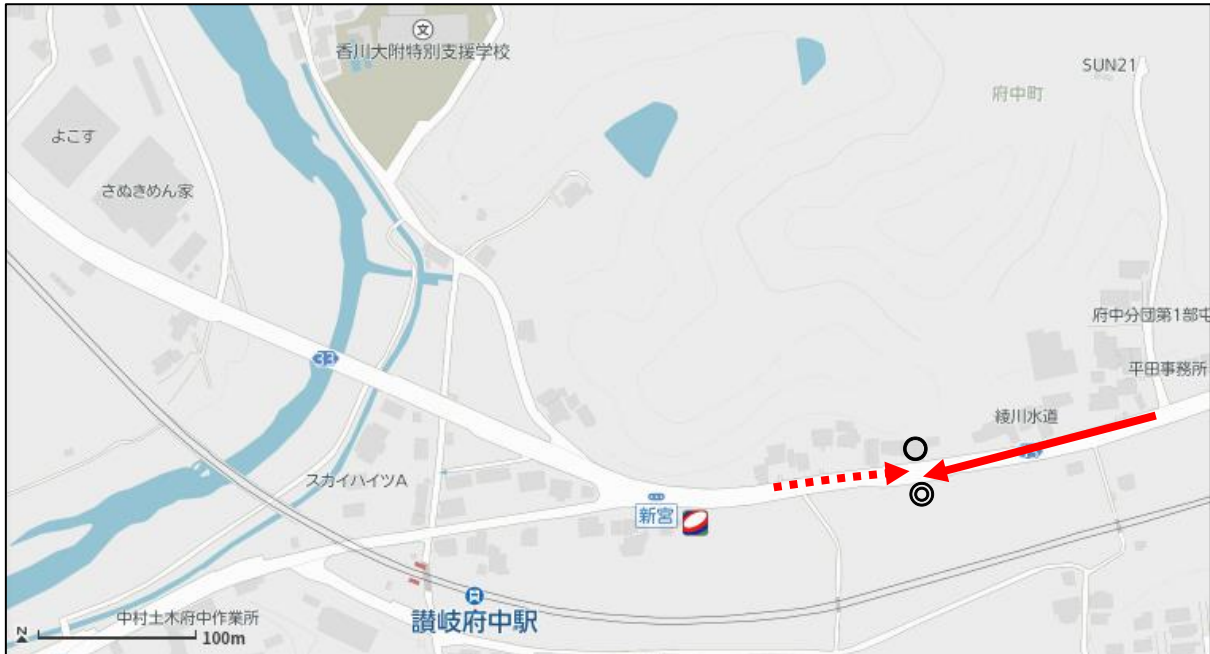 文
香川大附特別支援学校
SUN21
府中町
よこす
さぬきめん家
府中分団第1部屯
33
平田事務所
綾川水道
スカイハイツA
新宮
中村土木府中作業所
讃岐府中駅
N
100m